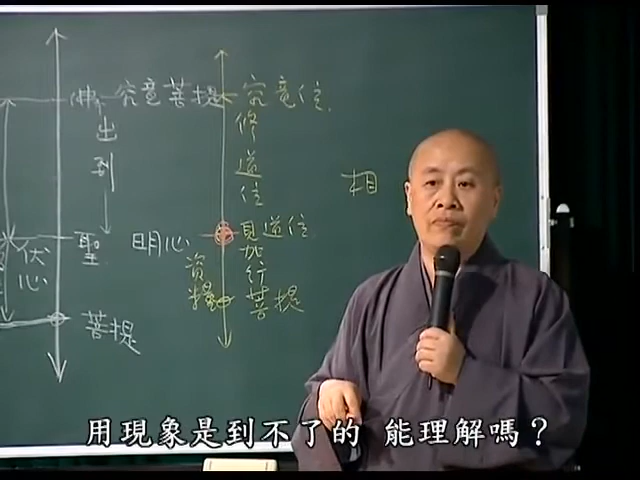 佛 究竟菩提 究竟位
出到
修道位
相
聖 明心 見道位
伏心
資糧
加行
菩提 菩提
用現象是到不了的 能理解嗎?